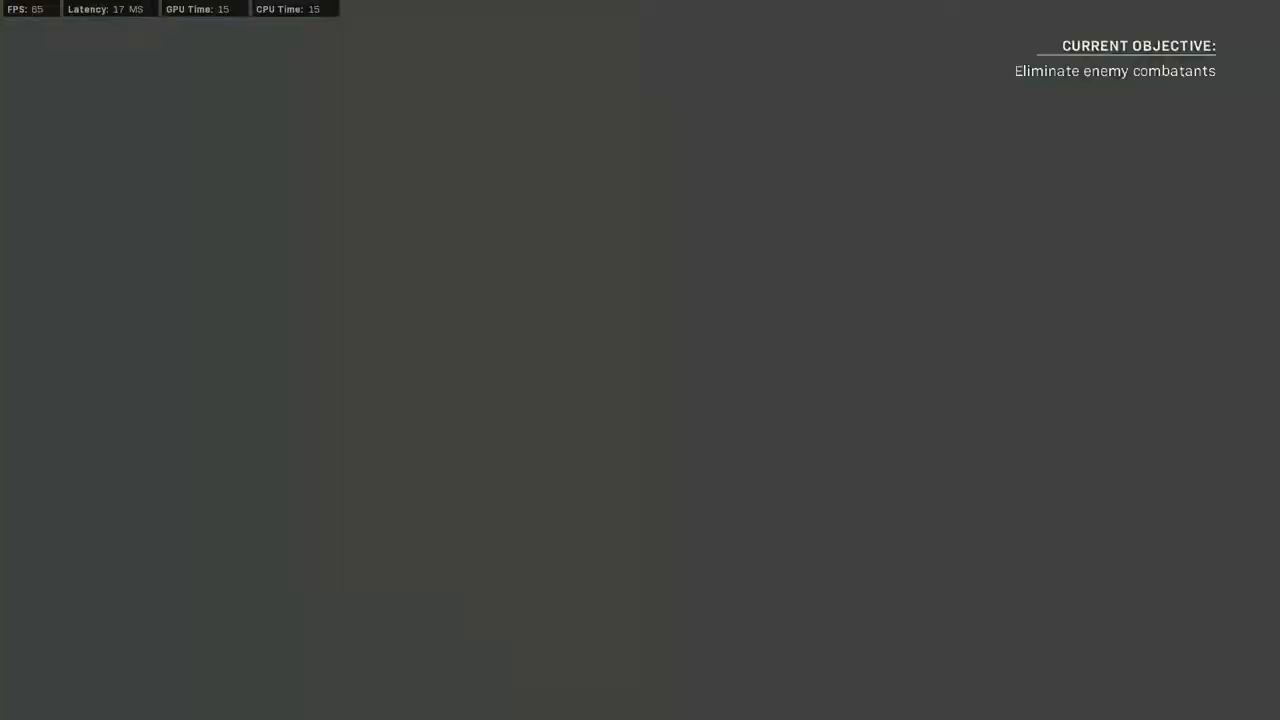 FPS: 65 Latency: 17 MS GPU Time: 15 CPU Time: 15
CURRENT OBJECTIVE:
Eliminate enemy combatants